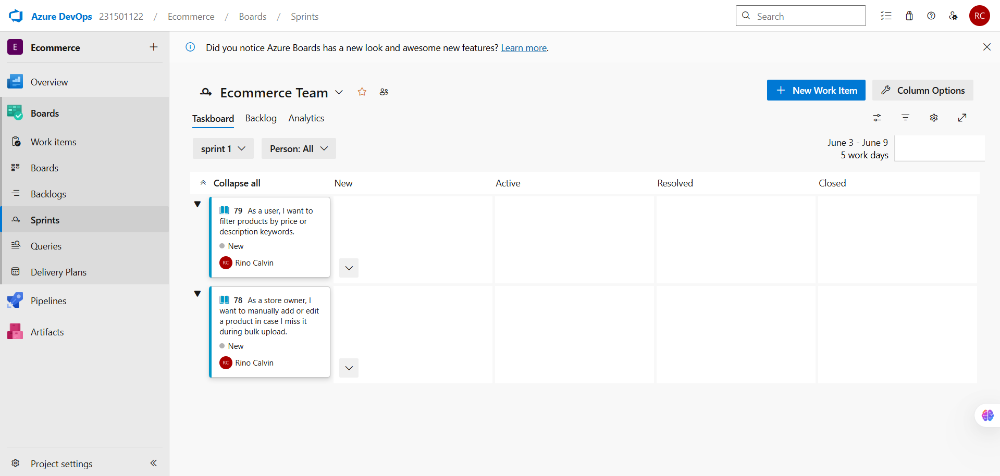 Azure DevOps 231501122 / Ecommerce / Boards / Sprints
Search
RC
E Ecommerce
Overview
Boards
Work items
Boards
Backlogs
Sprints
Queries
Delivery Plans
Pipelines
Artifacts
Project settings
Did you notice Azure Boards has a new look and awesome new features? Learn more.
Ecommerce Team
New Work Item
Column Options
Taskboard Backlog Analytics
sprint 1
Person: All
June 3 - June 9
5 work days
Collapse all New Active Resolved Closed
79 As a user, I want to
filter products by price or
description keywords.
New
RC Rino Calvin
78 As a store owner, I
want to manually add or edit
a product in case I miss it
during bulk upload.
New
RC Rino Calvin